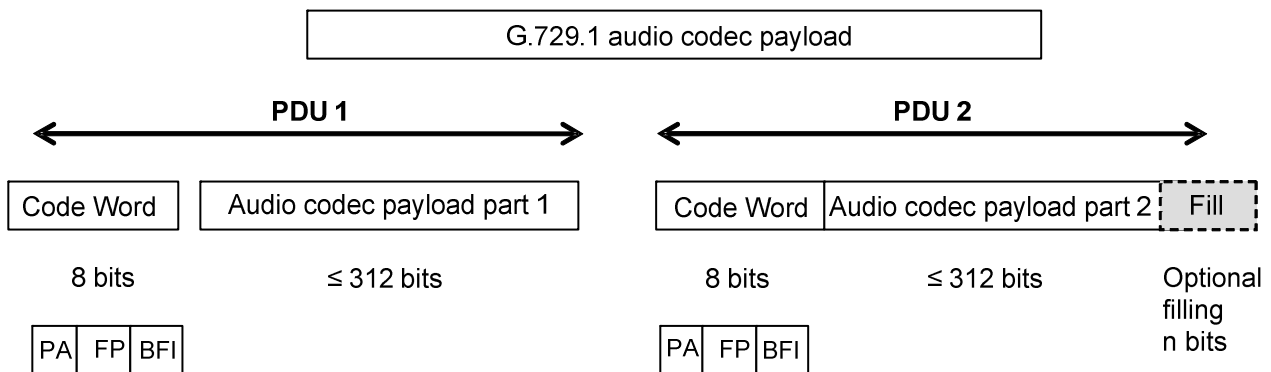 G.729.1 audio codec payload
PDU 1
PDU 2
Code Word
Audio codec payload part 1
Code Word
Audio codec payload part 2
Fill
8 bits
≤ 312 bits
8 bits
≤ 312 bits
Optional
filling
n bits
PA
FP
BFI
PA
FP
BFI